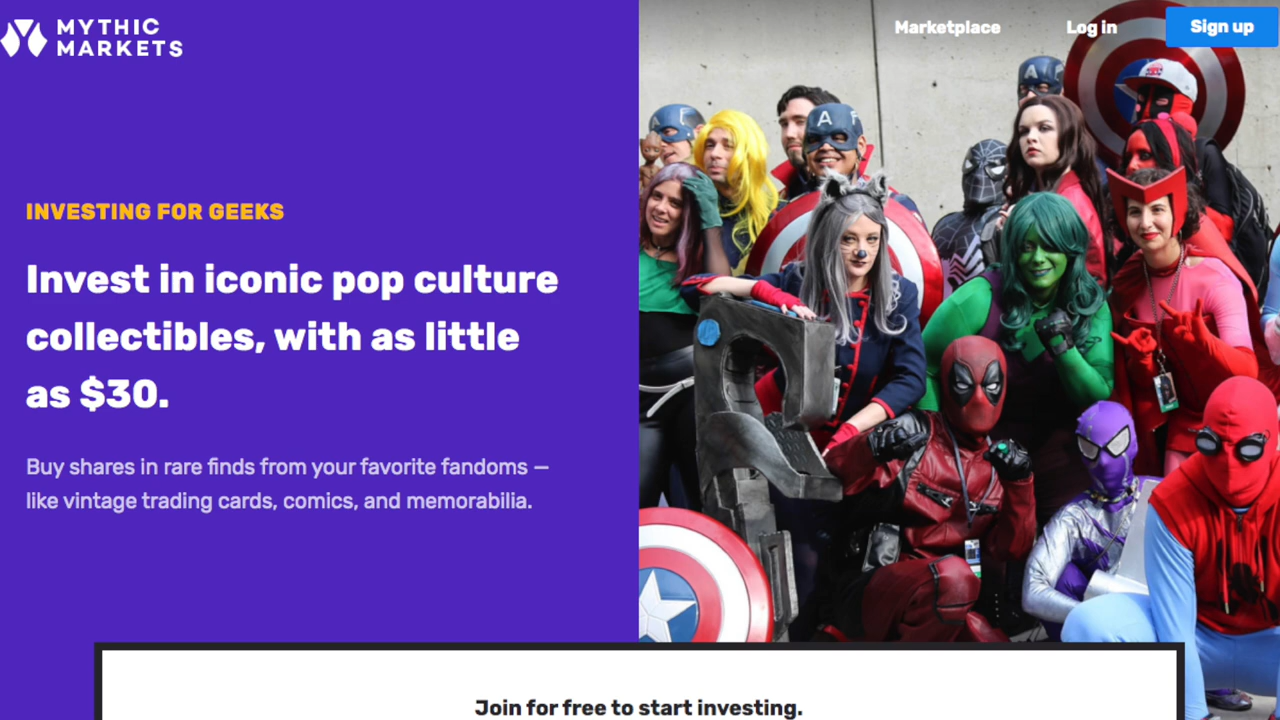 MYTHIC
MARKETS
Marketplace
Log in
Sign up
INVESTING FOR GEEKS
Invest in iconic pop culture
collectibles, with as little
as $30.
Buy shares in rare finds from your favorite fandoms —
like vintage trading cards, comics, and memorabilia.
A
A F
Join for free to start investing.